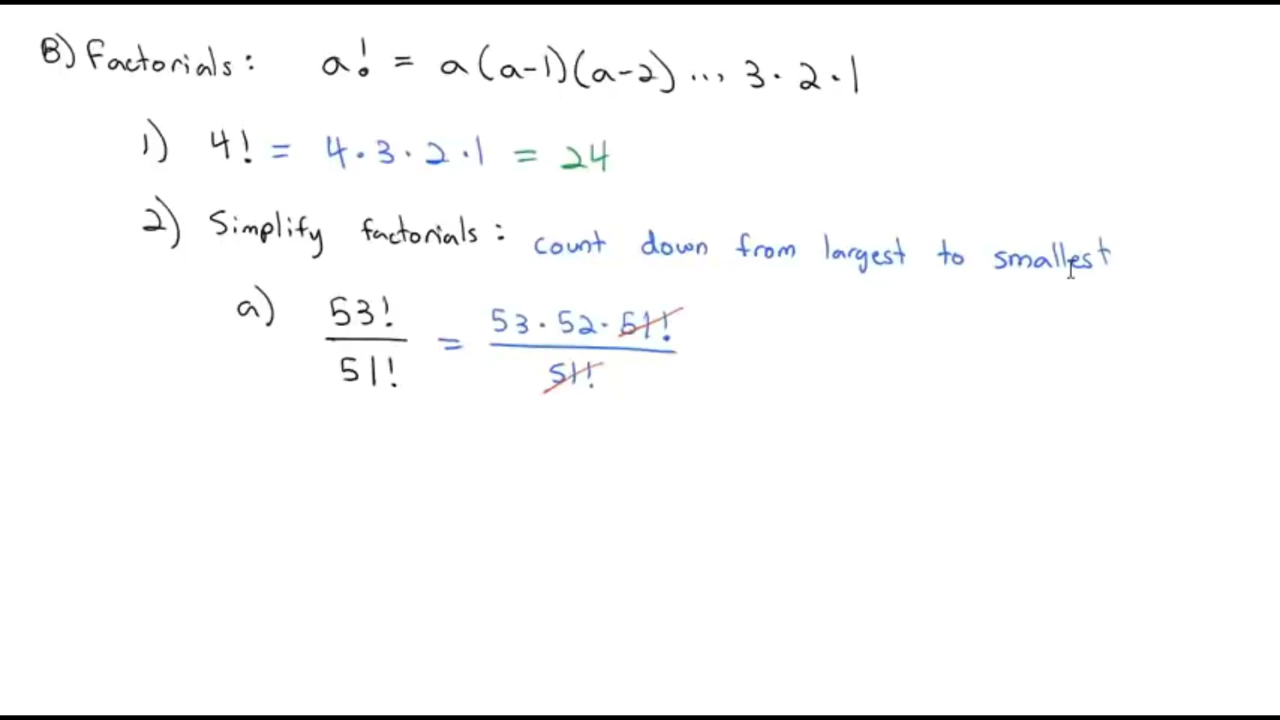 B) Factorials: a! = a(a-1)(a-2) ... 3 · 2 · 1
1) 4! = 4 · 3 · 2 · 1 = 24
2) Simplify factorials: count down from largest to smallest
a) 53!/51! = 53 · 52 · 51!/51!